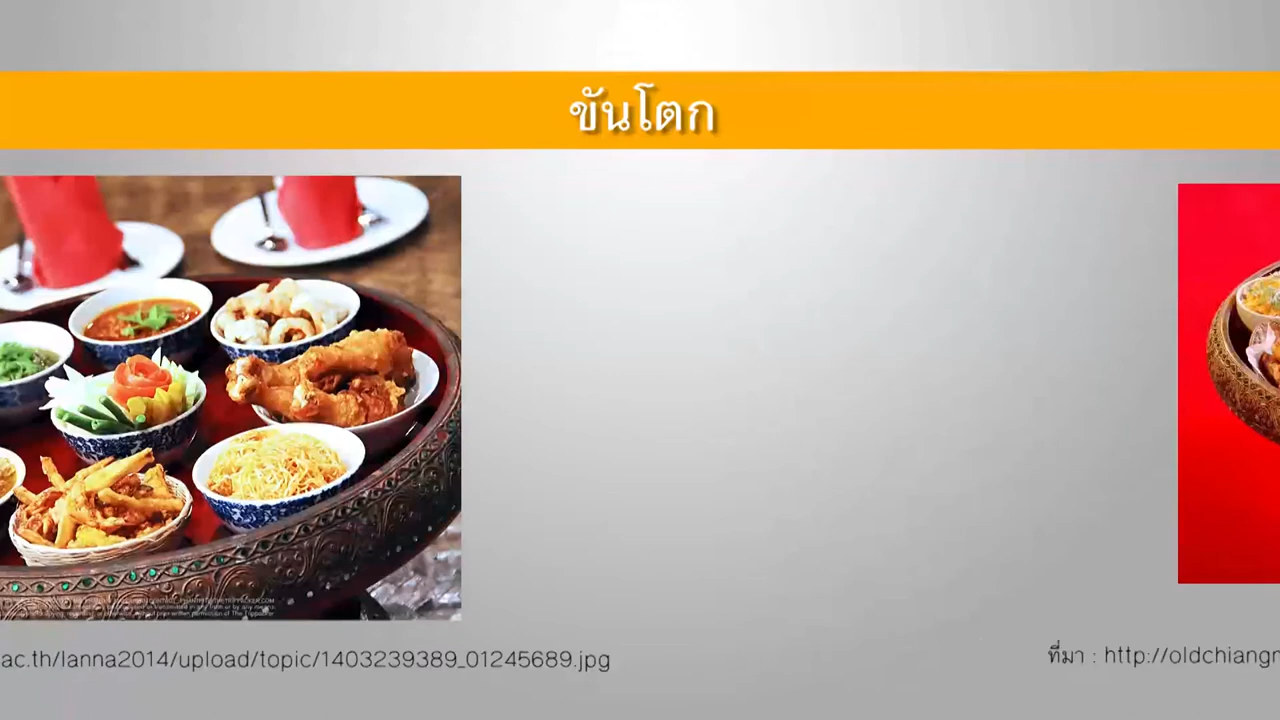 ขันโตก
ac.th/lanna2014/upload/topic/1403239389_01245689.jpg
ที่มา : http://oldchiangm